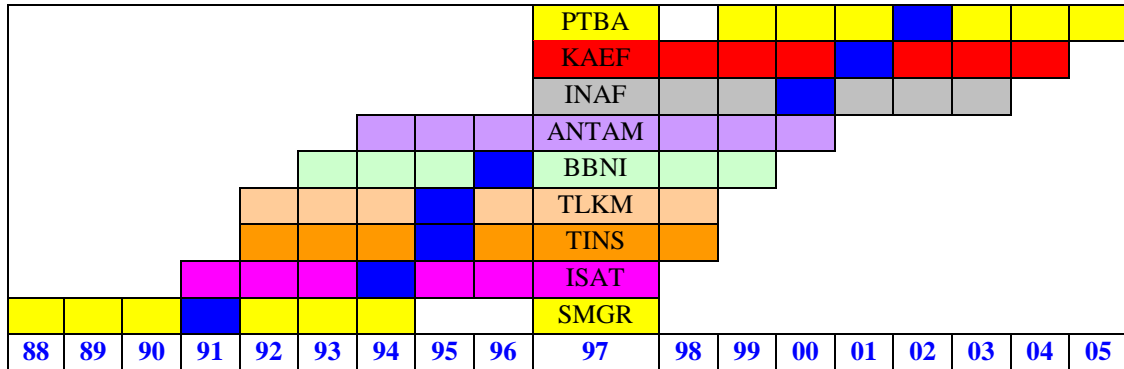 PTBA
KAEF
INAF
ANTAM
BBNI
TLKM
TINS
ISAT
SMGR
88 89 90 91 92 93 94 95 96 97 98 99 00 01 02 03 04 05